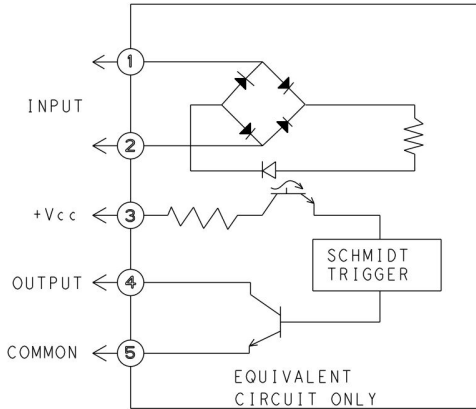 1
INPUT
2
+Vcc
3
SCHMIDT
TRIGGER
OUTPUT
4
COMMON
5
EQUIVALENT
CIRCUIT ONLY